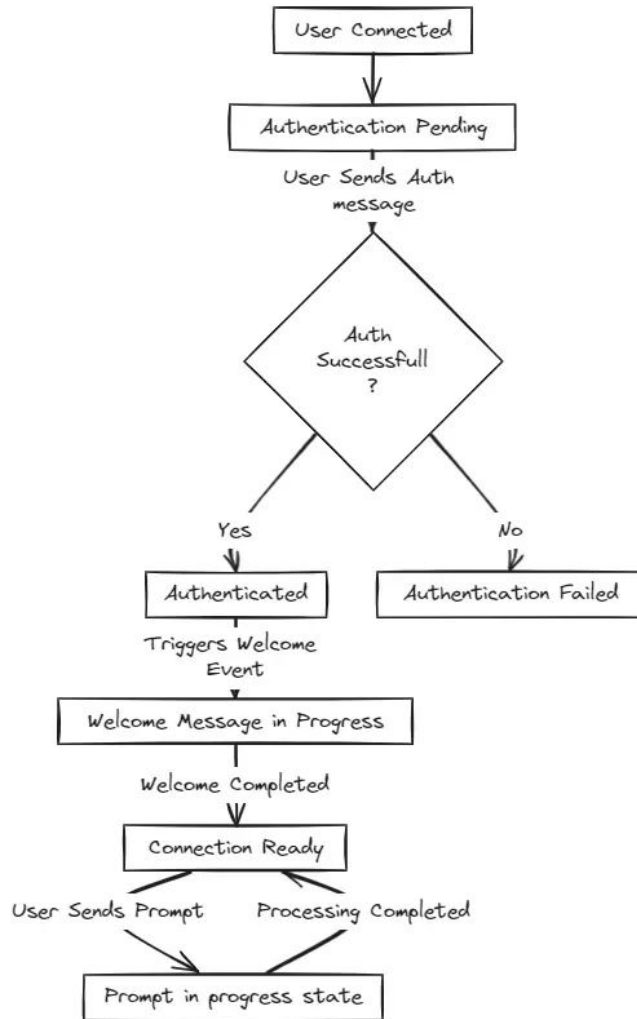 User Connected
Authentication Pending
User Sends Auth
message
Auth
Successfull
?
Yes
No
Authenticated
Authentication Failed
Triggers Welcome
Event
Welcome Message in Progress
Welcome Completed
Connection Ready
User Sends Prompt
Processing Completed
Prompt in progress state